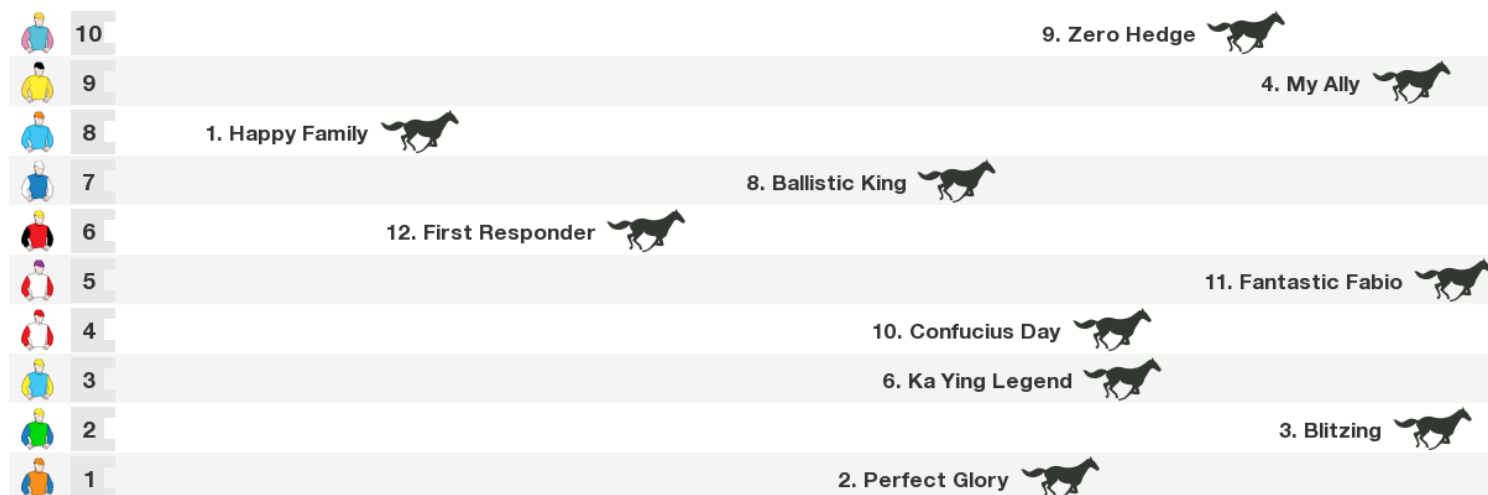 10 9. Zero Hedge
9 4. My Ally
8 1. Happy Family
7 8. Ballistic King
6 12. First Responder
5 11. Fantastic Fabio
4 10. Confucius Day
3 6. Ka Ying Legend
2 3. Blitzing
1 2. Perfect Glory